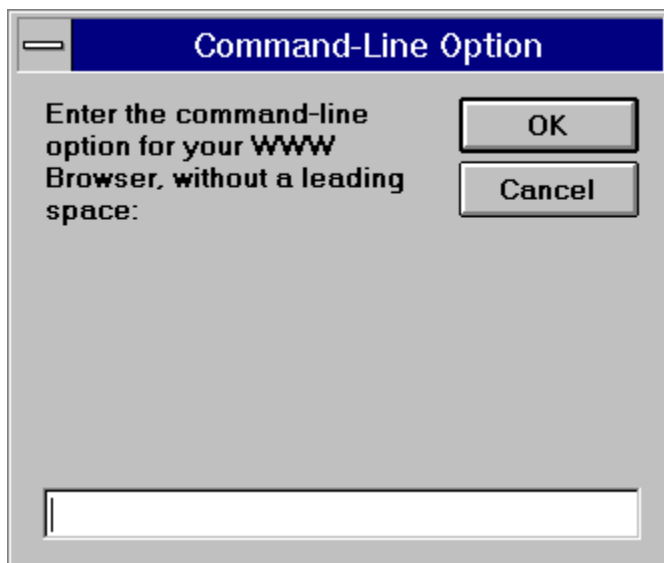 Command-Line Option
Enter the command-line
option for your WWW
Browser, without a leading
space:
OK
Cancel